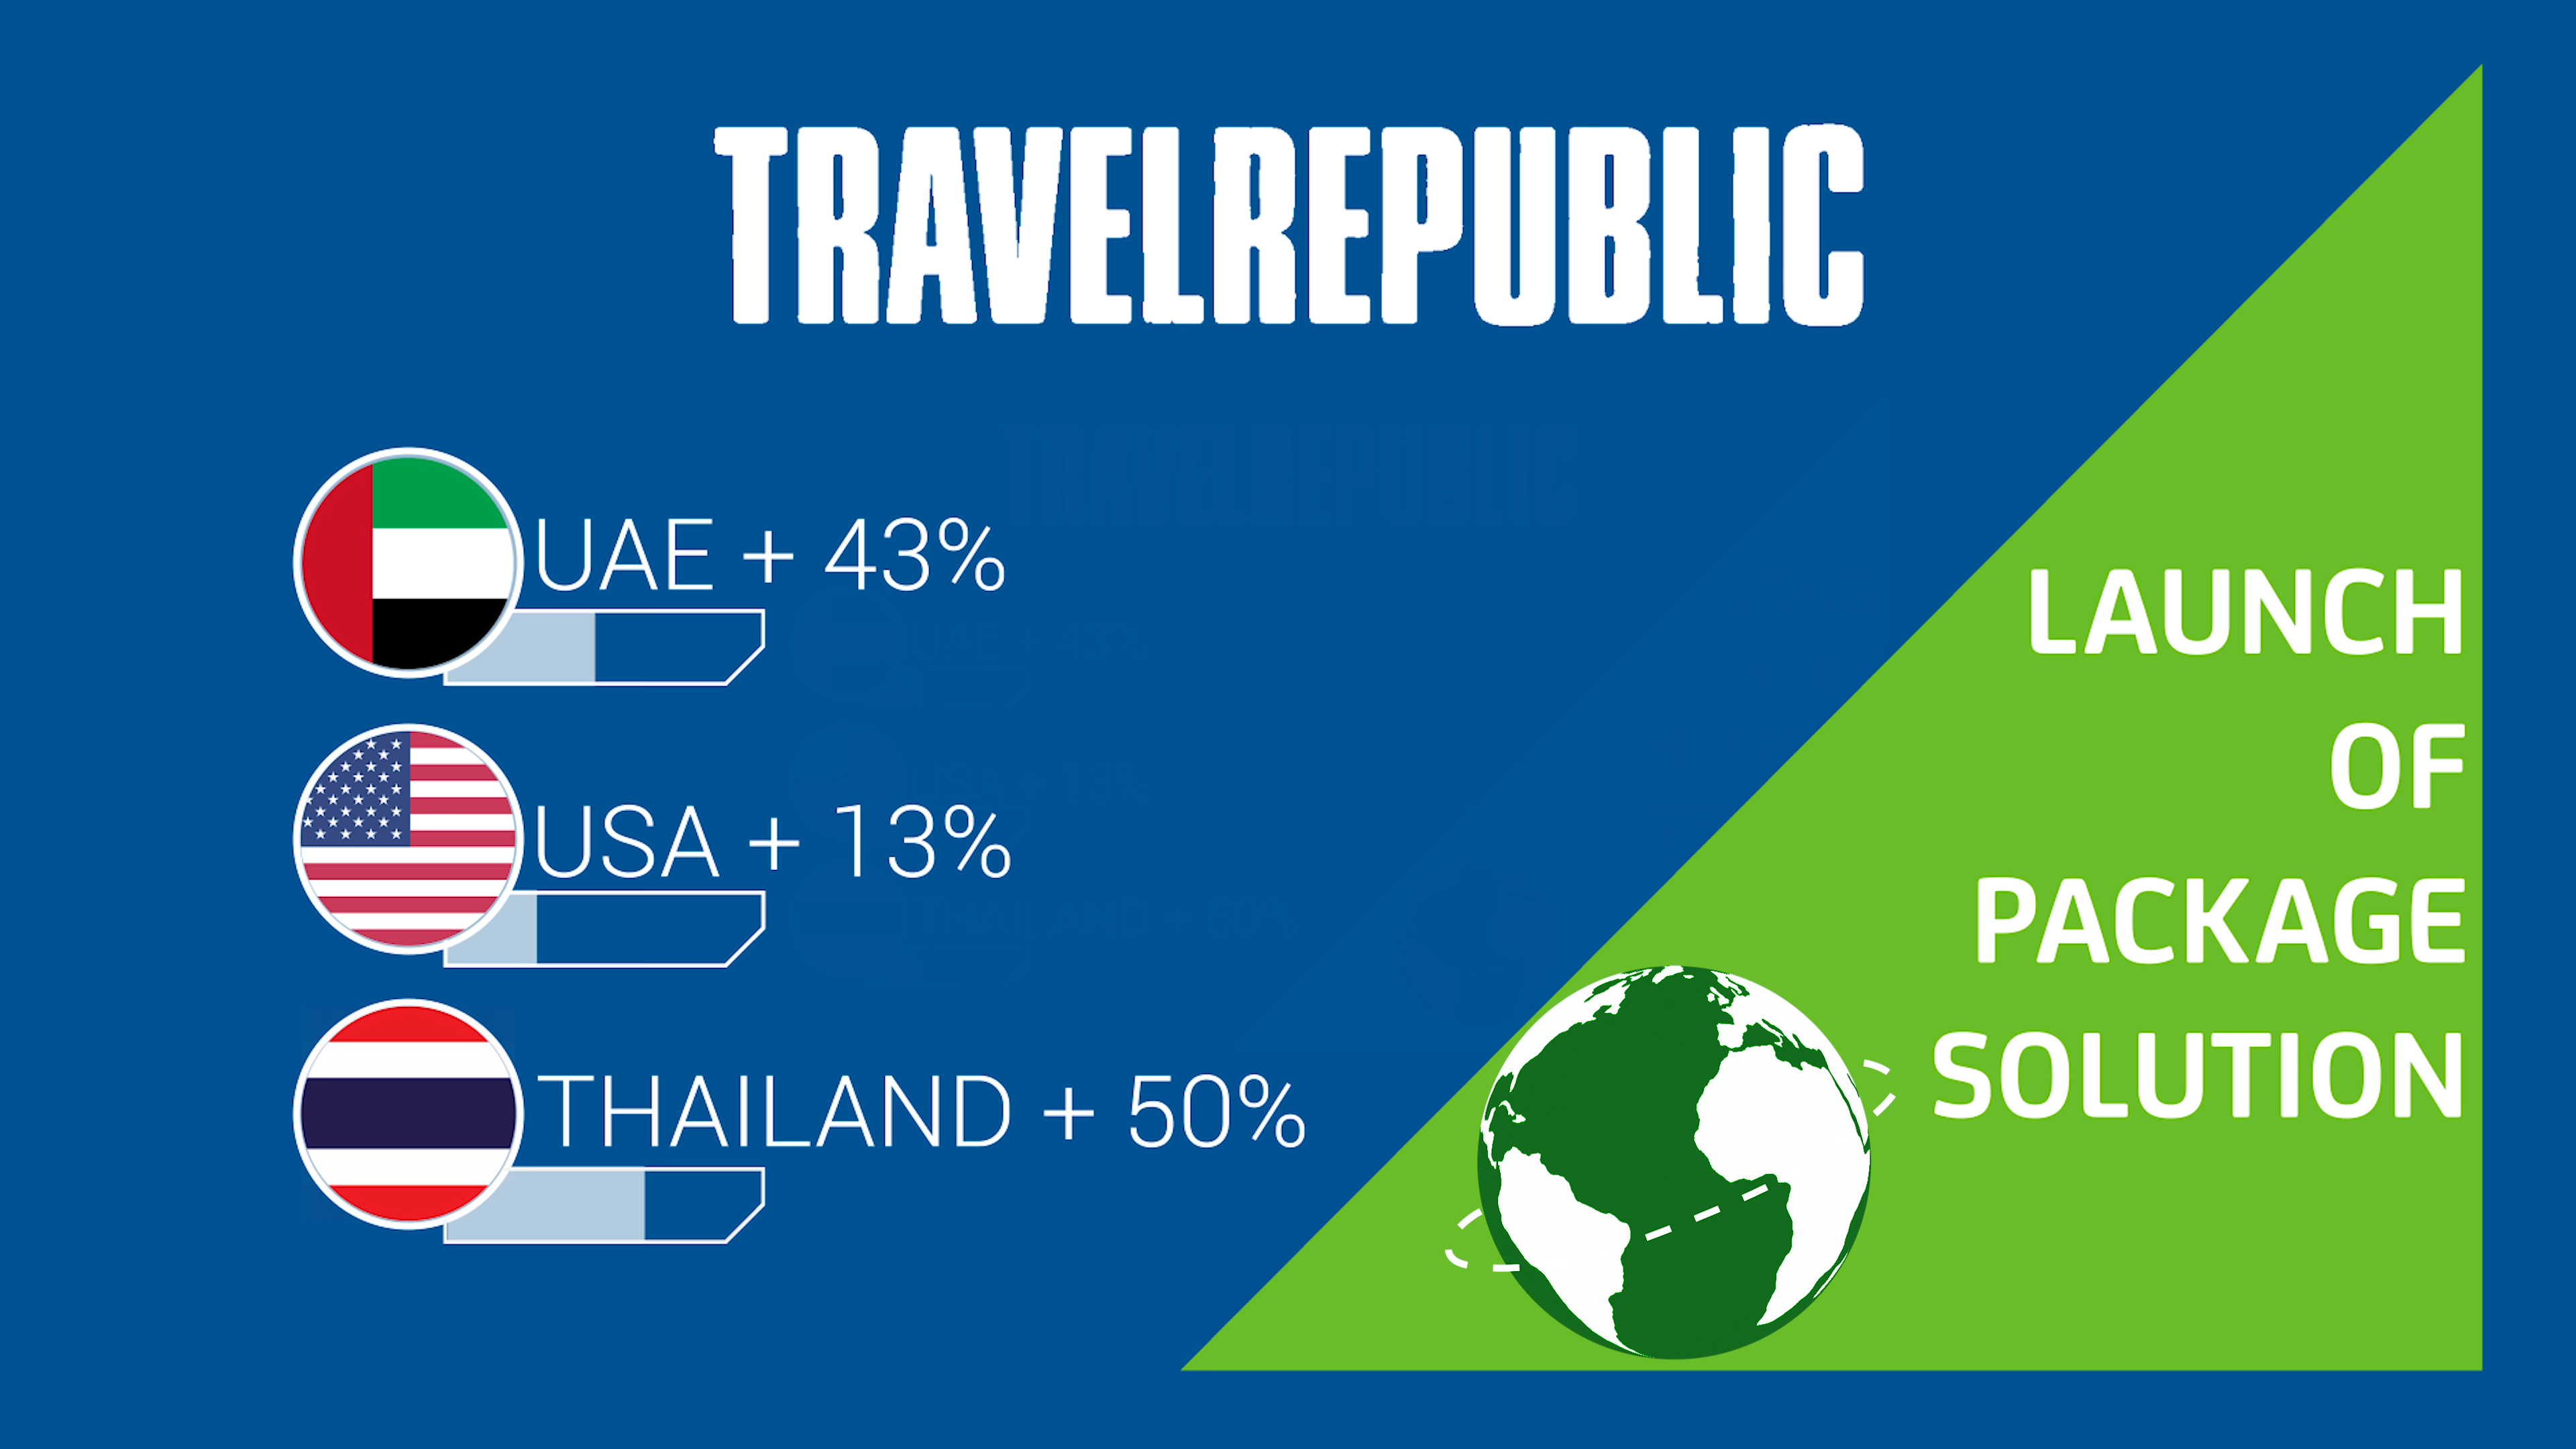 TRAVELREPUBLIC
UAE + 43%
USA + 13%
THAILAND + 50%
LAUNCH
OF
PACKAGE
SOLUTION